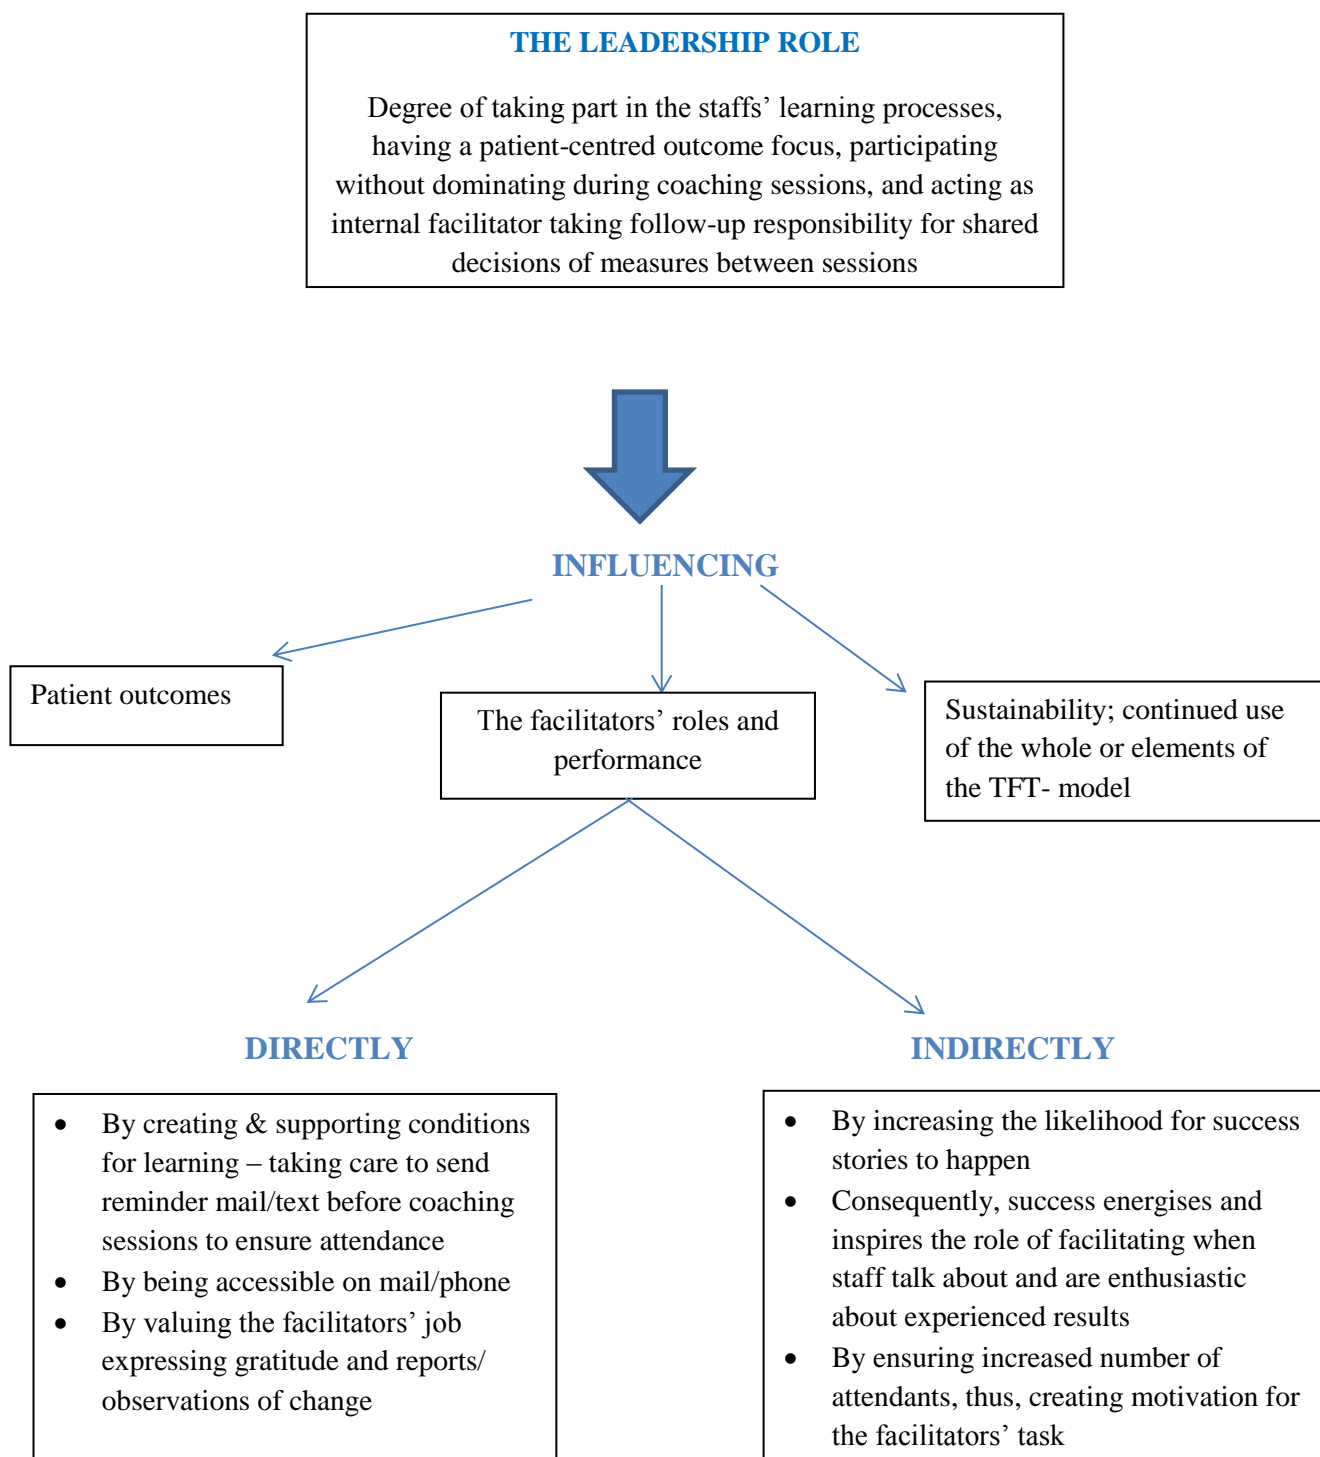 THE LEADERSHIP ROLE
Degree of taking part in the staffs’ learning processes,
having a patient-centred outcome focus, participating
without dominating during coaching sessions, and acting as
internal facilitator taking follow-up responsibility for shared
decisions of measures between sessions
INFLUENCING
Patient outcomes
The facilitators’ roles and
performance
Sustainability; continued use
of the whole or elements of
the TFT- model
DIRECTLY
• By creating & supporting conditions
for learning – taking care to send
reminder mail/text before coaching
sessions to ensure attendance
• By being accessible on mail/phone
• By valuing the facilitators’ job
expressing gratitude and reports/
observations of change
INDIRECTLY
• By increasing the likelihood for success
stories to happen
• Consequently, success energises and
inspires the role of facilitating when
staff talk about and are enthusiastic
about experienced results
• By ensuring increased number of
attendants, thus, creating motivation for
the facilitators’ task